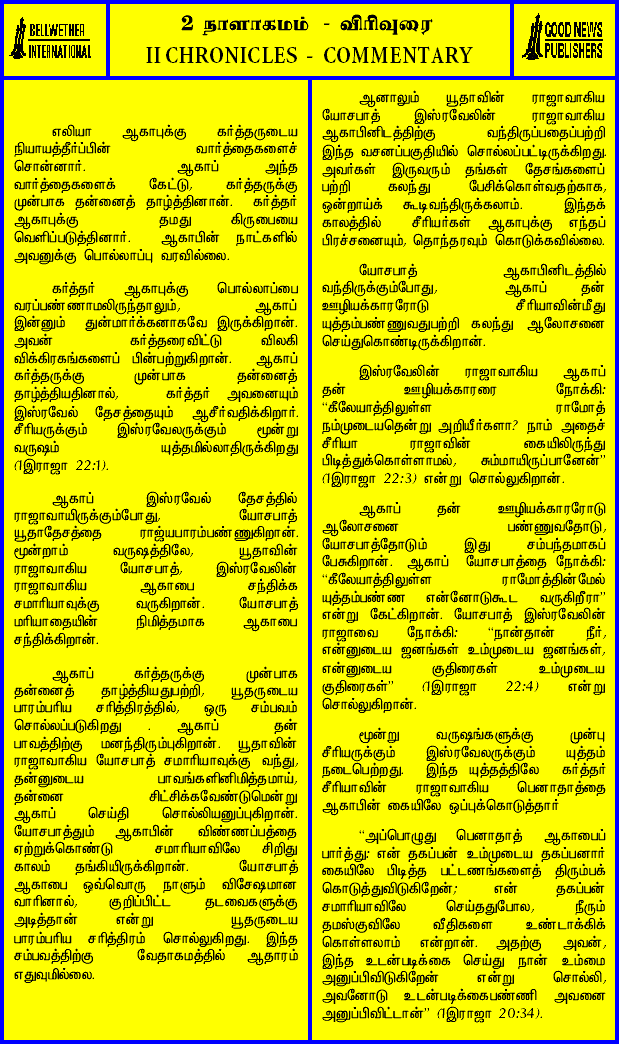 BELLWETHER
INTERNATIONAL
2 நாளாகமம் - விரிவுரை
II CHRONICLES - COMMENTARY
GOOD NEWS
PUBLISHERS
எலியா ஆகாபுக்கு கர்த்தருடைய
நியாயத்தீர்ப்பின் வார்த்தைகளைச்
சொன்னார். ஆகாப் அந்த
வார்த்தைகளைக் கேட்டு, கர்த்தருக்கு
முன்பாக தன்னைத் தாழ்த்தினான். கர்த்தர்
ஆகாபுக்கு தமது கிருபையை
வெளிப்படுத்தினார். ஆகாபின் நாட்களில்
அவனுக்கு பொல்லாப்பு வரவில்லை.
கர்த்தர் ஆகாபுக்கு பொல்லாப்பை
வரப்பண்ணாமலிருந்தாலும், ஆகாப்
இன்னும் துன்மார்க்கனாகவே இருக்கிறான்.
அவன் கர்த்தரைவிட்டு விலகி
விக்கிரகங்களைப் பின்பற்றுகிறான். ஆகாப்
கர்த்தருக்கு முன்பாக தன்னைத்
தாழ்த்தியதினால், கர்த்தர் அவனையும்
இஸ்ரவேல் தேசத்தையும் ஆசீர்வதிக்கிறார்.
சீரியருக்கும் இஸ்ரவேலருக்கும் மூன்று
வருஷம் யுத்தமில்லாதிருக்கிறது
(1இராஜா 22:1).
ஆகாப் இஸ்ரவேல் தேசத்தில்
ராஜாவாயிருக்கும்போது, யோசபாத்
யூதாதேசத்தை ராஜ்யபாரம்பண்ணுகிறான்.
மூன்றாம் வருஷத்திலே, யூதாவின்
ராஜாவாகிய யோசபாத், இஸ்ரவேலின்
ராஜாவாகிய ஆகாபை சந்திக்க
சமாரியாவுக்கு வருகிறான். யோசபாத்
மரியாதையின் நிமித்தமாக ஆகாபை
சந்திக்கிறான்.
ஆகாப் கர்த்தருக்கு முன்பாக
தன்னைத் தாழ்த்தியதுபற்றி, யூதருடைய
பாரம்பரிய சரித்திரத்தில், ஒரு சம்பவம்
சொல்லப்படுகிறது . ஆகாப் தன்
பாவத்திற்கு மனந்திரும்புகிறான். யூதாவின்
ராஜாவாகிய யோசபாத் சமாரியாவுக்கு வந்து,
தன்னுடைய பாவங்களினிமித்தமாய்,
தன்னை சிட்சிக்கவேண்டுமென்று
ஆகாப் செய்தி சொல்லியனுப்புகிறான்.
யோசபாத்தும் ஆகாபின் விண்ணப்பத்தை
ஏற்றுக்கொண்டு சமாரியாவிலே சிறிது
காலம் தங்கியிருக்கிறான். யோசபாத்
ஆகாபை ஒவ்வொரு நாளும் விசேஷமான
வாரினால், குறிப்பிட்ட தடவைகளுக்கு
அடித்தான் என்று யூதருடைய
பாரம்பரிய சரித்திரம் சொல்லுகிறது. இந்த
சம்பவத்திற்கு வேதாகமத்தில் ஆதாரம்
எதுவுமில்லை.
ஆனாலும் யூதாவின் ராஜாவாகிய
யோசபாத் இஸ்ரவேலின் ராஜாவாகிய
ஆகாபினிடத்திற்கு வந்திருப்பதைப்பற்றி
இந்த வசனப்பகுதியில் சொல்லப்பட்டிருக்கிறது.
அவர்கள் இருவரும் தங்கள் தேசங்களைப்
பற்றி கலந்து பேசிக்கொள்வதற்காக,
ஒன்றாய்க் கூடிவந்திருக்கலாம். இந்தக்
காலத்தில் சீரியர்கள் ஆகாபுக்கு எந்தப்
பிரச்சனையும், தொந்தரவும் கொடுக்கவில்லை.
யோசபாத் ஆகாபினிடத்தில்
வந்திருக்கும்போது, ஆகாப் தன்
ஊழியக்காரரோடு சீரியாவின்மீது
யுத்தம்பண்ணுவதுபற்றி கலந்து ஆலோசனை
செய்துகொண்டிருக்கிறான்.
இஸ்ரவேலின் ராஜாவாகிய ஆகாப்
தன் ஊழியக்காரரை நோக்கி:
“கீலேயாத்திலுள்ள ராமோத்
நம்முடையதென்று அறியீர்களா? நாம் அதைச்
சீரியா ராஜாவின் கையிலிருந்து
பிடித்துக்கொள்ளாமல், சும்மாயிருப்பானேன்”
(1இராஜா 22:3) என்று சொல்லுகிறான்.
ஆகாப் தன் ஊழியக்காரரோடு
ஆலோசனை பண்ணுவதோடு,
யோசபாத்தோடும் இது சம்பந்தமாகப்
பேசுகிறான். ஆகாப் யோசபாத்தை நோக்கி:
“கீலேயாத்திலுள்ள ராமோத்தின்மேல்
யுத்தம்பண்ண என்னோடுகூட வருகிறீரா”
என்று கேட்கிறான். யோசபாத் இஸ்ரவேலின்
ராஜாவை நோக்கி: “நான்தான் நீர்,
என்னுடைய ஜனங்கள் உம்முடைய ஜனங்கள்,
என்னுடைய குதிரைகள் உம்முடைய
குதிரைகள்” (1இராஜா 22:4) என்று
சொல்லுகிறான்.
மூன்று வருஷங்களுக்கு முன்பு
சீரியருக்கும் இஸ்ரவேலருக்கும் யுத்தம்
நடைபெற்றது. இந்த யுத்தத்திலே கர்த்தர்
சீரியாவின் ராஜாவாகிய பெனாதாத்தை
ஆகாபின் கையிலே ஒப்புக்கொடுத்தார்
“அப்பொழுது பெனாதாத் ஆகாபைப்
பார்த்து: என் தகப்பன் உம்முடைய தகப்பனார்
கையிலே பிடித்த பட்டணங்களைத் திரும்பக்
கொடுத்துவிடுகிறேன்; என் தகப்பன்
சமாரியாவிலே செய்ததுபோல, நீரும்
தமஸ்குவிலே வீதிகளை உண்டாக்கிக்
கொள்ளலாம் என்றான். அதற்கு அவன்,
இந்த உடன்படிக்கை செய்து நான் உம்மை
அனுப்பிவிடுகிறேன் என்று சொல்லி,
அவனோடு உடன்படிக்கைபண்ணி அவனை
அனுப்பிவிட்டான்” (1இராஜா 20:34).